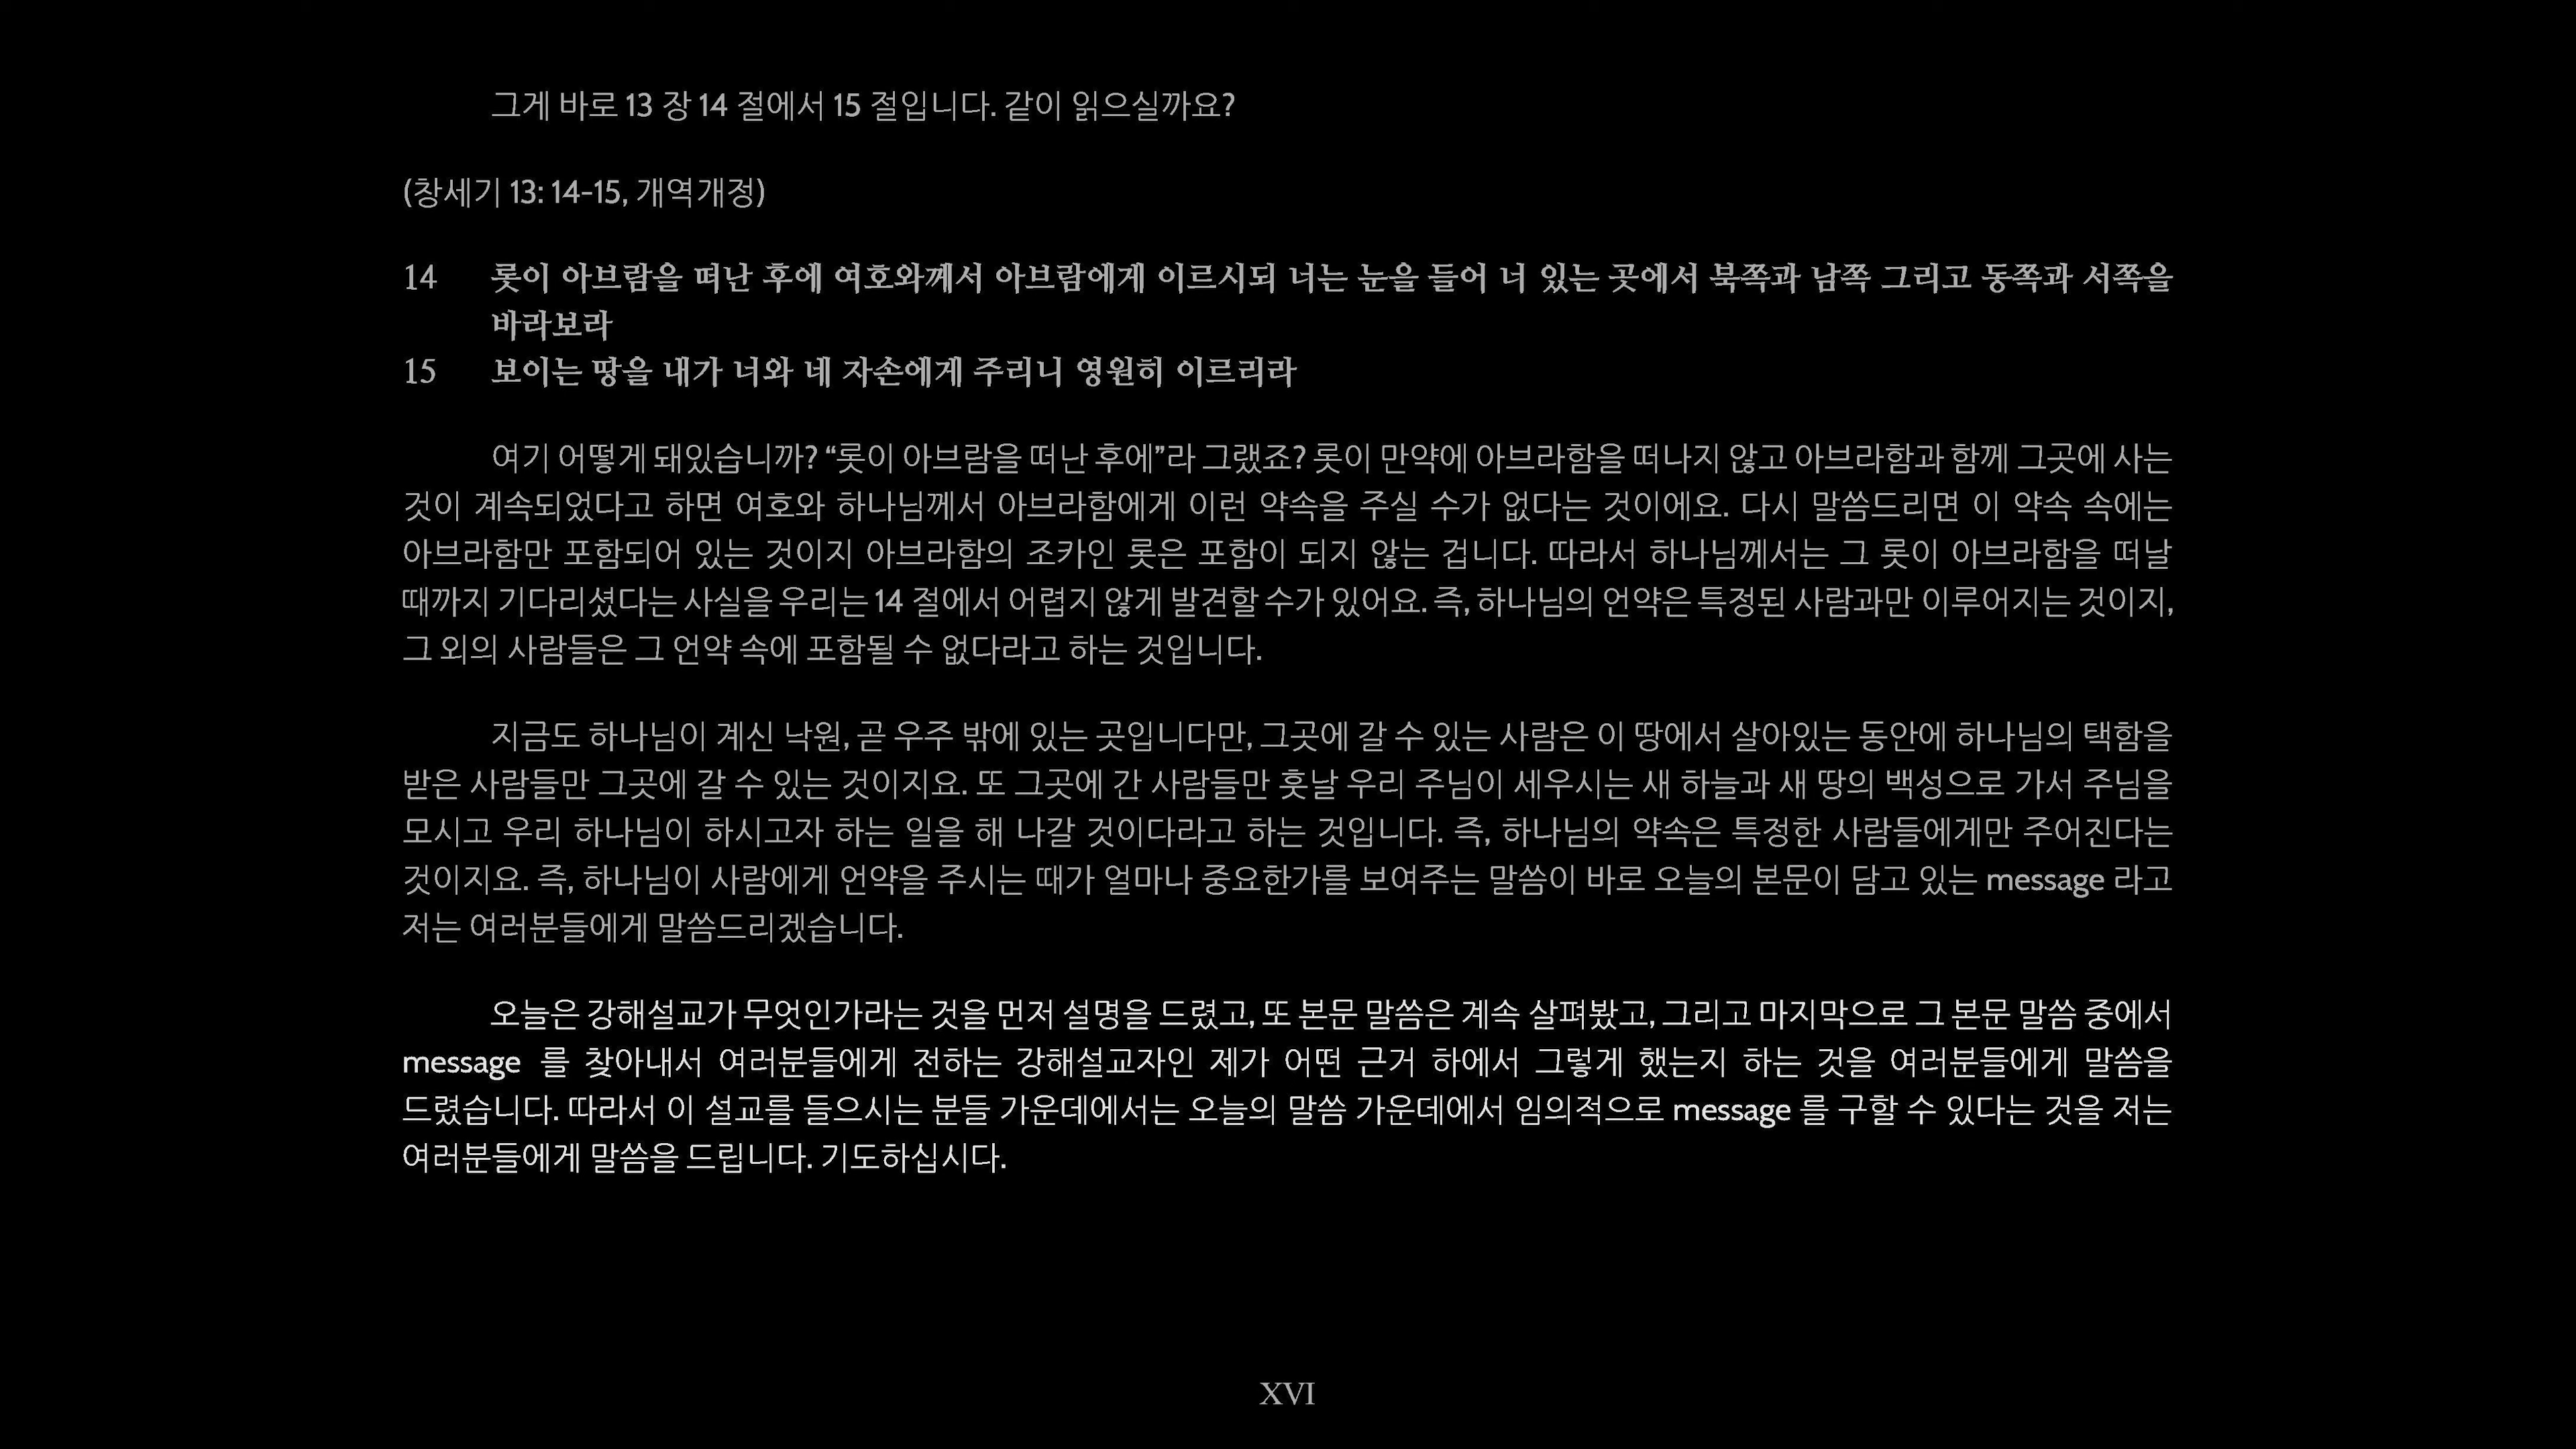 그게 바로 13 장 14 절에서 15 절입니다. 같이 읽으실까요?
(창세기 13: 14-15, 개역개정)
14 롯이 아브람을 떠난 후에 여호와께서 아브람에게 이르시되 너는 눈을 들어 너 있는 곳에서 북쪽과 남쪽 그리고 동쪽과 서쪽을
바라보라
15 보이는 땅을 내가 너와 네 자손에게 주리니 영원히 이르리라
여기 어떻게 돼있습니까? “롯이 아브람을 떠난 후에”라 그랬죠? 롯이 만약에 아브라함을 떠나지 않고 아브라함과 함께 그곳에 사는
것이 계속되었다고 하면 여호와 하나님께서 아브라함에게 이런 약속을 주실 수가 없다는 것이에요. 다시 말씀드리면 이 약속 속에는
아브라함만 포함되어 있는 것이지 아브라함의 조카인 롯은 포함이 되지 않는 겁니다. 따라서 하나님께서는 그 롯이 아브라함을 떠날
때까지 기다리셨다는 사실을 우리는 14 절에서 어렵지 않게 발견할 수가 있어요. 즉, 하나님의 언약은 특정된 사람과만 이루어지는 것이지,
그 외의 사람들은 그 언약 속에 포함될 수 없다라고 하는 것입니다.
지금도 하나님이 계신 낙원, 곧 우주 밖에 있는 곳입니다만, 그곳에 갈 수 있는 사람은 이 땅에서 살아있는 동안에 하나님의 택함을
받은 사람들만 그곳에 갈 수 있는 것이지요. 또 그곳에 간 사람들만 훗날 우리 주님이 세우시는 새 하늘과 새 땅의 백성으로 가서 주님을
모시고 우리 하나님이 하시고자 하는 일을 해 나갈 것이다라고 하는 것입니다. 즉, 하나님의 약속은 특정한 사람들에게만 주어진다는
것이지요. 즉, 하나님이 사람에게 언약을 주시는 때가 얼마나 중요한가를 보여주는 말씀이 바로 오늘의 본문이 담고 있는 message 라고
저는 여러분들에게 말씀드리겠습니다.
오늘은 강해설교가 무엇인가라는 것을 먼저 설명을 드렸고, 또 본문 말씀은 계속 살펴봤고, 그리고 마지막으로 그 본문 말씀 중에서
message 를 찾아내서 여러분들에게 전하는 강해설교자인 제가 어떤 근거 하에서 그렇게 했는지 하는 것을 여러분들에게 말씀을
드렸습니다. 따라서 이 설교를 들으시는 분들 가운데에서는 오늘의 말씀 가운데에서 임의적으로 message 를 구할 수 있다는 것을 저는
여러분들에게 말씀을 드립니다. 기도하십시다.
XVI